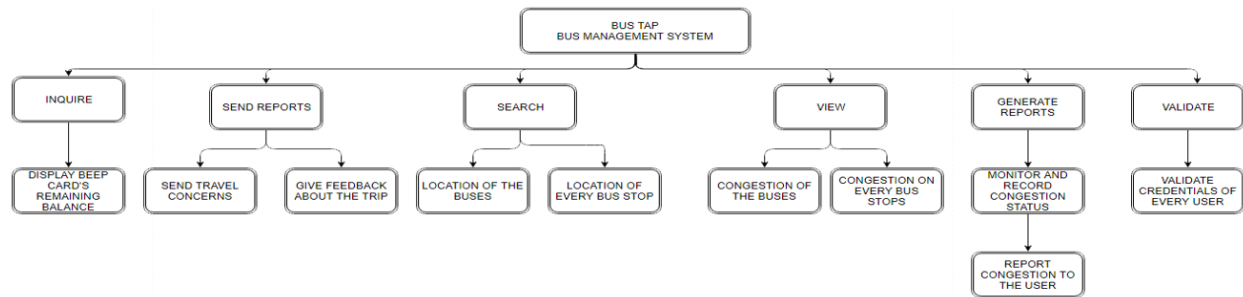 BUS TAP
BUS MANAGEMENT SYSTEM
INQUIRE
SEND REPORTS
SEARCH
VIEW
GENERATE
REPORTS
VALIDATE
DISPLAY BEEP
CARD'S
REMAINING
BALANCE
SEND TRAVEL
CONCERNS
GIVE FEEDBACK
ABOUT THE TRIP
LOCATION OF THE
BUSES
LOCATION OF
EVERY BUS STOP
CONGESTION OF
THE BUSES
CONGESTION ON
EVERY BUS
STOPS
MONITOR AND
RECORD
CONGESTION
STATUS
VALIDATE
CREDENTIALS OF
EVERY USER
REPORT
CONGESTION TO
THE USER